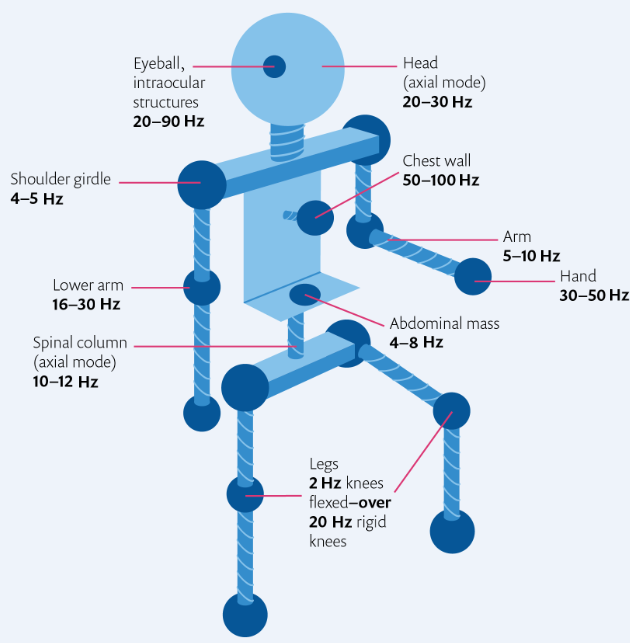 Eyeball,
intraocular
structures
20–90 Hz
Head
(axial mode)
20–30 Hz
Chest wall
50–100 Hz
Shoulder girdle
4–5 Hz
Arm
5–10 Hz
Hand
30–50 Hz
Lower arm
16–30 Hz
Abdominal mass
4–8 Hz
Spinal column
(axial mode)
10–12 Hz
Legs
2 Hz knees
flexed–over
20 Hz rigid
knees